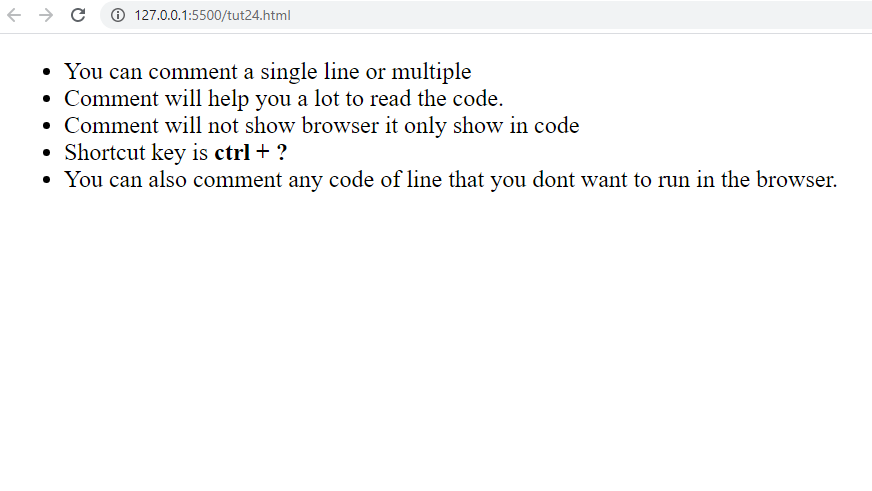 127.0.0.1:5500/tut24.html
You can comment a single line or multiple
Comment will help you a lot to read the code.
Comment will not show browser it only show in code
Shortcut key is ctrl + ?
You can also comment any code of line that you dont want to run in the browser.